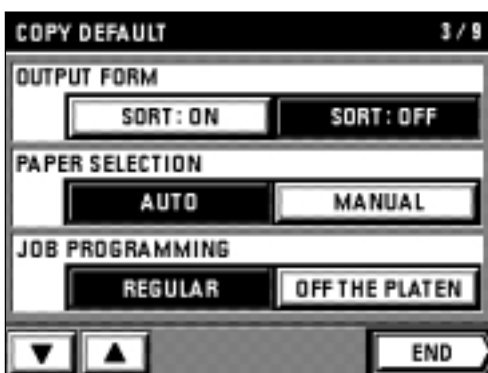 COPY DEFAULT 3/9
OUTPUT FORM
SORT: ON SORT: OFF
PAPER SELECTION
AUTO MANUAL
JOB PROGRAMMING
REGULAR OFF THE PLATEN
▼ ▲ END